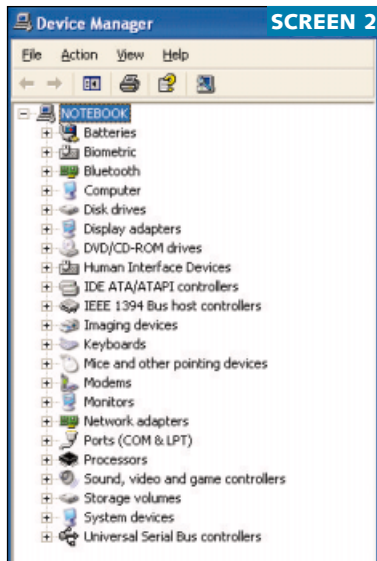 Device Manager
SCREEN 2
File Action View Help
NOTEBOOK
Batteries
Biometric
Bluetooth
Computer
Disk drives
Display adapters
DVD/CD-ROM drives
Human Interface Devices
IDE ATA/ATAPI controllers
IEEE 1394 Bus host controllers
Imaging devices
Keyboards
Mice and other pointing devices
Modems
Monitors
Network adapters
Ports (COM & LPT)
Processors
Sound, video and game controllers
Storage volumes
System devices
Universal Serial Bus controllers